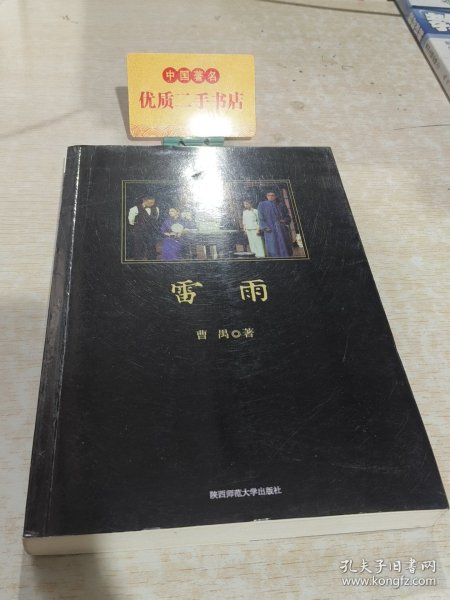 中国著名
优质二手书店
雷雨
曹禺◎著
陕西师范大学出版社
孔夫子旧书网
www.kongfz.com